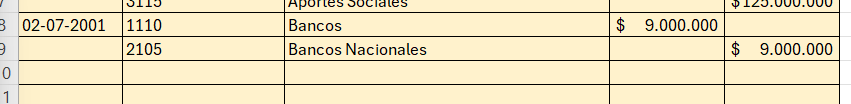 7 3115 Aportes Sociales $125.000.000
8 02-07-2001 1110 Bancos $ 9.000.000
9 2105 Bancos Nacionales $ 9.000.000
0
1